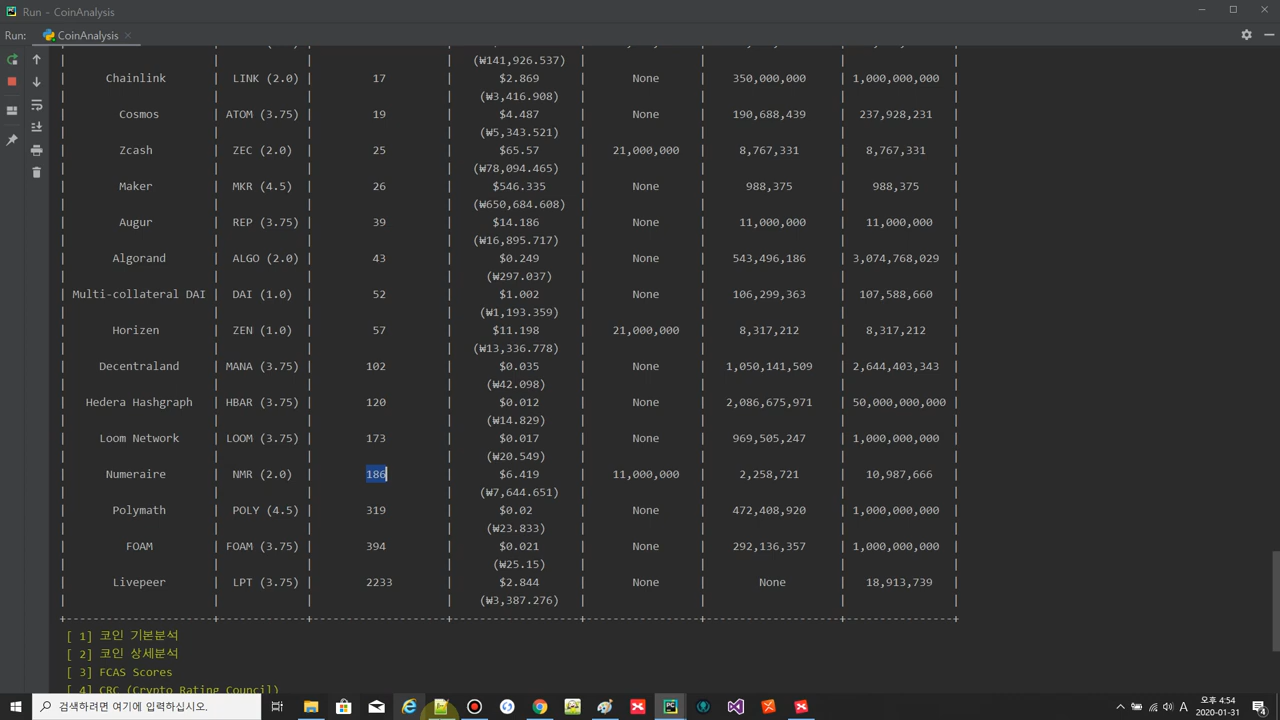 Run - CoinAnalysis
Run: CoinAnalysis
(₩141,926.537)
Chainlink | LINK (2.0) | 17 | $2.869 | None | 350,000,000 | 1,000,000,000 |
(₩3,416.908)
Cosmos | ATOM (3.75) | 19 | $4.487 | None | 190,688,439 | 237,928,231 |
(₩5,343.521)
Zcash | ZEC (2.0) | 25 | $65.57 | 21,000,000 | 8,767,331 | 8,767,331 |
(₩78,094.465)
Maker | MKR (4.5) | 26 | $546.335 | None | 988,375 | 988,375 |
(₩650,684.608)
Augur | REP (3.75) | 39 | $14.186 | None | 11,000,000 | 11,000,000 |
(₩16,895.717)
Algorand | ALGO (2.0) | 43 | $0.249 | None | 543,496,186 | 3,074,768,029 |
(₩297.037)
Multi-collateral DAI | DAI (1.0) | 52 | $1.002 | None | 106,299,363 | 107,588,660 |
(₩1,193.359)
Horizen | ZEN (1.0) | 57 | $11.198 | 21,000,000 | 8,317,212 | 8,317,212 |
(₩13,336.778)
Decentraland | MANA (3.75) | 102 | $0.035 | None | 1,050,141,509 | 2,644,403,343 |
(₩42.098)
Hedera Hashgraph | HBAR (3.75) | 120 | $0.012 | None | 2,086,675,971 | 50,000,000,000 |
(₩14.829)
Loom Network | LOOM (3.75) | 173 | $0.017 | None | 969,505,247 | 1,000,000,000 |
(₩20.549)
Numeraire | NMR (2.0) | 186 | $6.419 | 11,000,000 | 2,258,721 | 10,987,666 |
(₩7,644.651)
Polymath | POLY (4.5) | 319 | $0.02 | None | 472,408,920 | 1,000,000,000 |
(₩23.833)
FOAM | FOAM (3.75) | 394 | $0.021 | None | 292,136,357 | 1,000,000,000 |
(₩25.15)
Livepeer | LPT (3.75) | 2233 | $2.844 | None | None | 18,913,739 |
(₩3,387.276)
[ 1] 코인 기본분석
[ 2] 코인 상세분석
[ 3] FCAS Scores
[ 4] CRC (Crypto Rating Council)
검색하려면 여기에 입력하십시오.
오후 4:54
2020-01-31